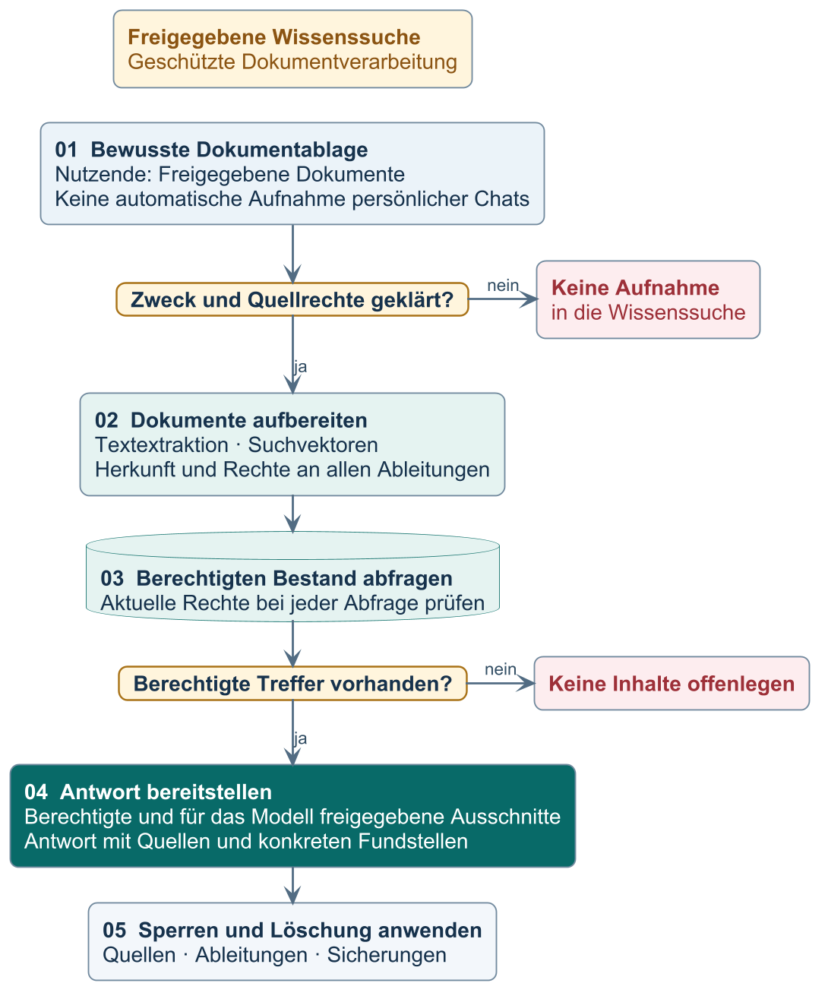 Freigegebene Wissenssuche
Geschützte Dokumentverarbeitung
01  Bewusste Dokumentablage
Nutzende: Freigegebene Dokumente
Keine automatische Aufnahme persönlicher Chats
Zweck und Quellrechte geklärt?
nein
Keine Aufnahme
in die Wissenssuche
ja
02  Dokumente aufbereiten
Textextraktion · Suchvektoren
Herkunft und Rechte an allen Ableitungen
03  Berechtigten Bestand abfragen
Aktuelle Rechte bei jeder Abfrage prüfen
Berechtigte Treffer vorhanden?
nein
Keine Inhalte offenlegen
ja
04  Antwort bereitstellen
Berechtigte und für das Modell freigegebene Ausschnitte
Antwort mit Quellen und konkreten Fundstellen
05  Sperren und Löschung anwenden
Quellen · Ableitungen · Sicherungen